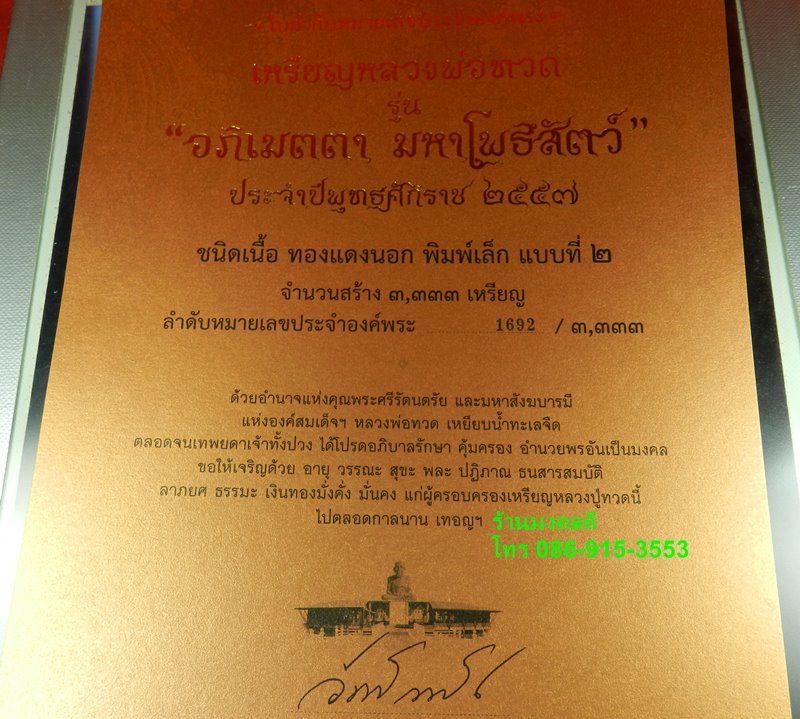 เหรียญหลวงพ่อทวด
รุ่น
“อภิเมตตา มหาโพธิสัตว์”
ประจำปีพุทธศักราช ๒๕๕๗
ชนิดเนื้อ ทองแดงนอก พิมพ์เล็ก แบบที่ ๒
จำนวนสร้าง ๓,๓๓๓ เหรียญ
ลำดับหมายเลขประจำองค์พระ 1692 / ๓,๓๓๓
ด้วยอำนาจแห่งคุณพระศรีรัตนตรัย และมหาสังฆบารมี
แห่งองค์สมเด็จฯ หลวงพ่อทวด เหยียบน้ำทะเลจืด
ตลอดจนเทพยดาเจ้าทั้งปวง ได้โปรดอภิบาลรักษา คุ้มครอง อำนวยพรอันเป็นมงคล
ขอให้เจริญด้วย อายุ วรรณะ สุขะ พละ ปฏิภาณ ธนสารสมบัติ
ลาภยศ ธรรมะ เงินทองมั่งคั่ง มั่นคง แก่ผู้ครอบครองเหรียญหลวงปู่ทวดนี้
ไปตลอดกาลนาน เทอญฯ
ร้านมงคลดี
โทร 086-915-3553